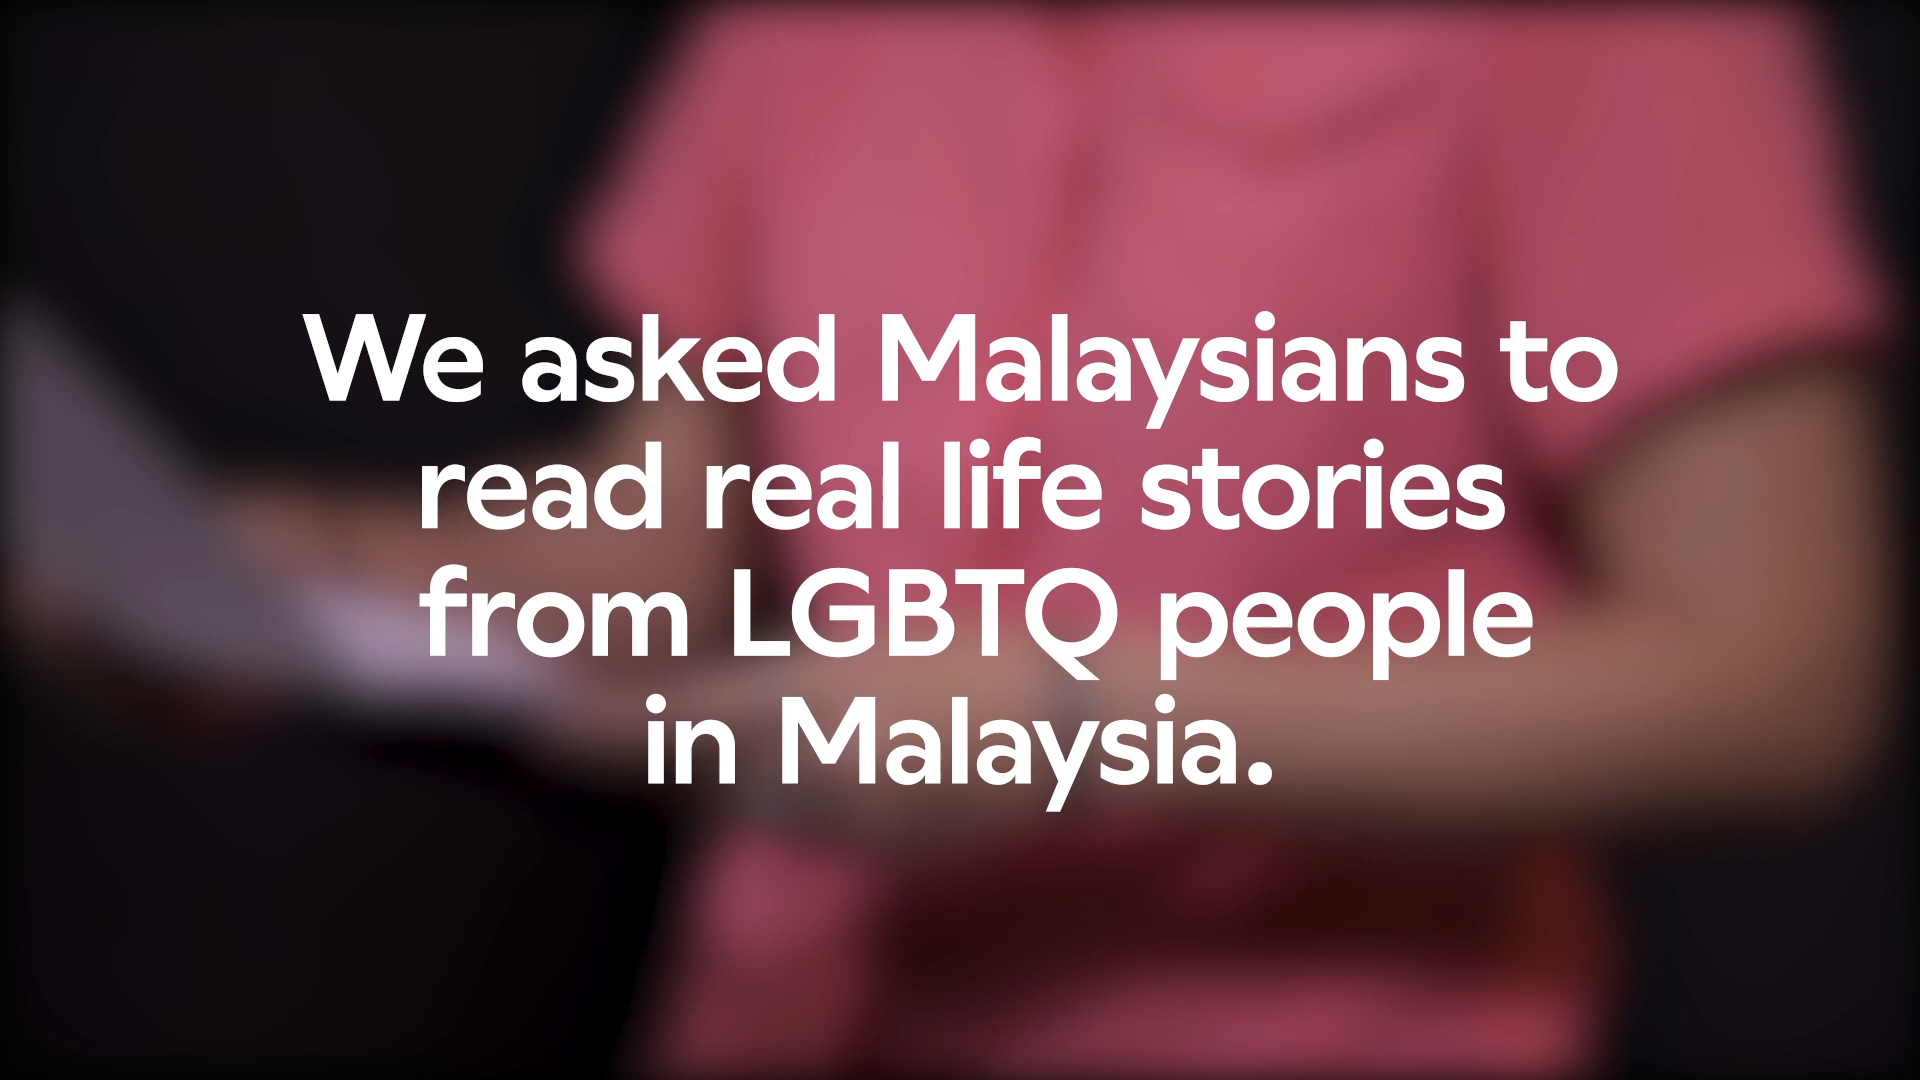 We asked Malaysians to
read real life stories
from LGBTQ people
in Malaysia.